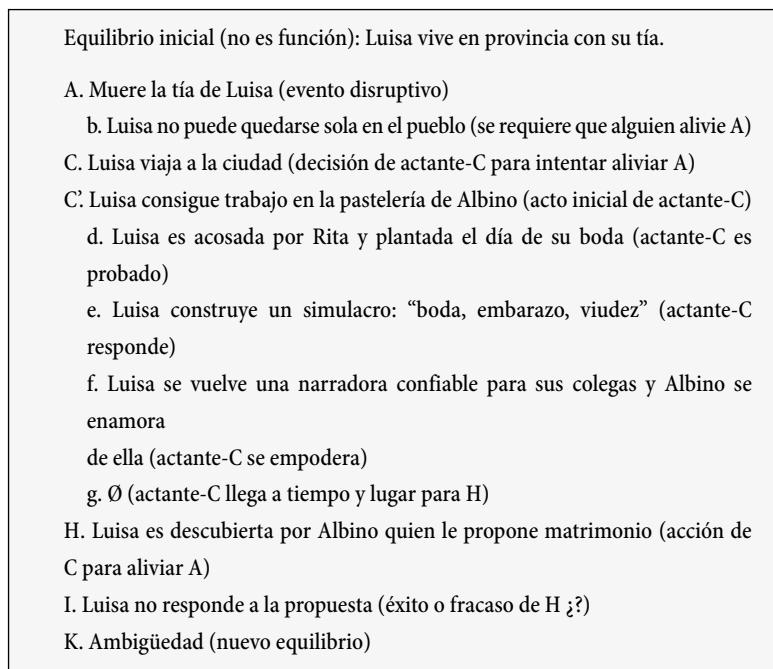 Equilibrio inicial (no es función): Luisa vive en provincia con su tía.
A. Muere la tía de Luisa (evento disruptivo)
b. Luisa no puede quedarse sola en el pueblo (se requiere que alguien alivie A)
C. Luisa viaja a la ciudad (decisión de actante-C para intentar aliviar A)
C’. Luisa consigue trabajo en la pastelería de Albino (acto inicial de actante-C)
d. Luisa es acosada por Rita y plantada el día de su boda (actante-C es
probado)
e. Luisa construye un simulacro: “boda, embarazo, viudez” (actante-C
responde)
f. Luisa se vuelve una narradora confiable para sus colegas y Albino se
enamora
de ella (actante-C se empodera)
g. Ø (actante-C llega a tiempo y lugar para H)
H. Luisa es descubierta por Albino quien le propone matrimonio (acción de
C para aliviar A)
I. Luisa no responde a la propuesta (éxito o fracaso de H ¿?)
K. Ambigüedad (nuevo equilibrio)